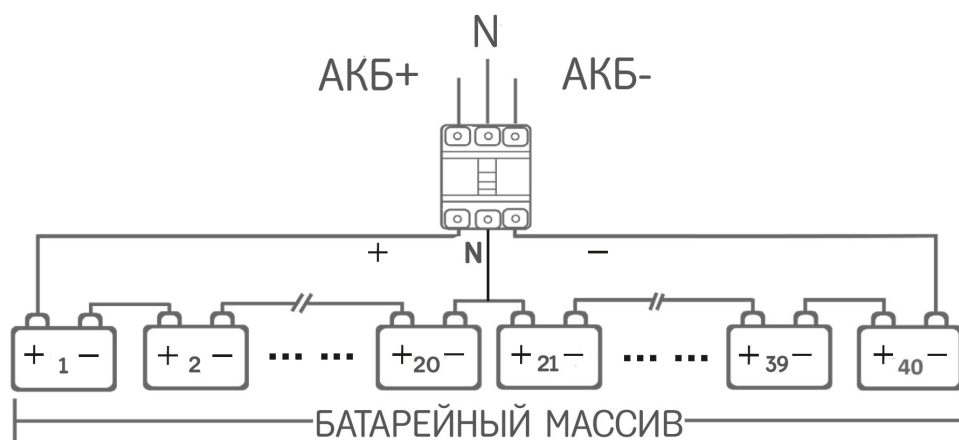 N
АКБ+ АКБ-
+ N −
+ 1 − + 2 − ... ... + 20 − + 21 − ... ... + 39 − + 40 −
БАТАРЕЙНЫЙ МАССИВ